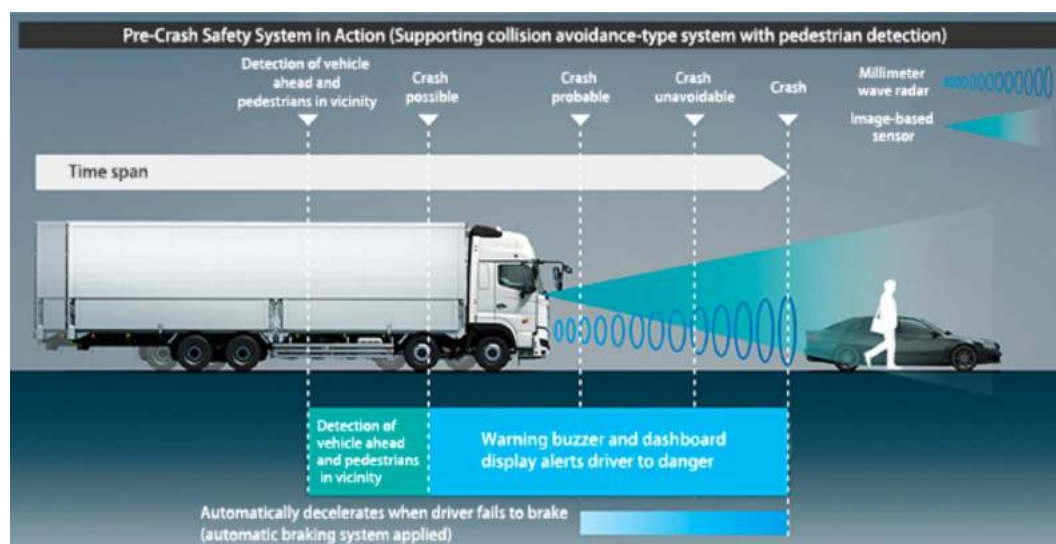 Pre-Crash Safety System in Action (Supporting collision avoidance-type system with pedestrian detection)
Detection of vehicle
ahead and
pedestrians in vicinity
Crash
possible
Crash
probable
Crash
unavoidable
Crash
Millimeter
wave radar
Image-based
sensor
Time span
Detection of
vehicle ahead
and pedestrians
in vicinity
Warning buzzer and dashboard
display alerts driver to danger
Automatically decelerates when driver fails to brake
(automatic braking system applied)